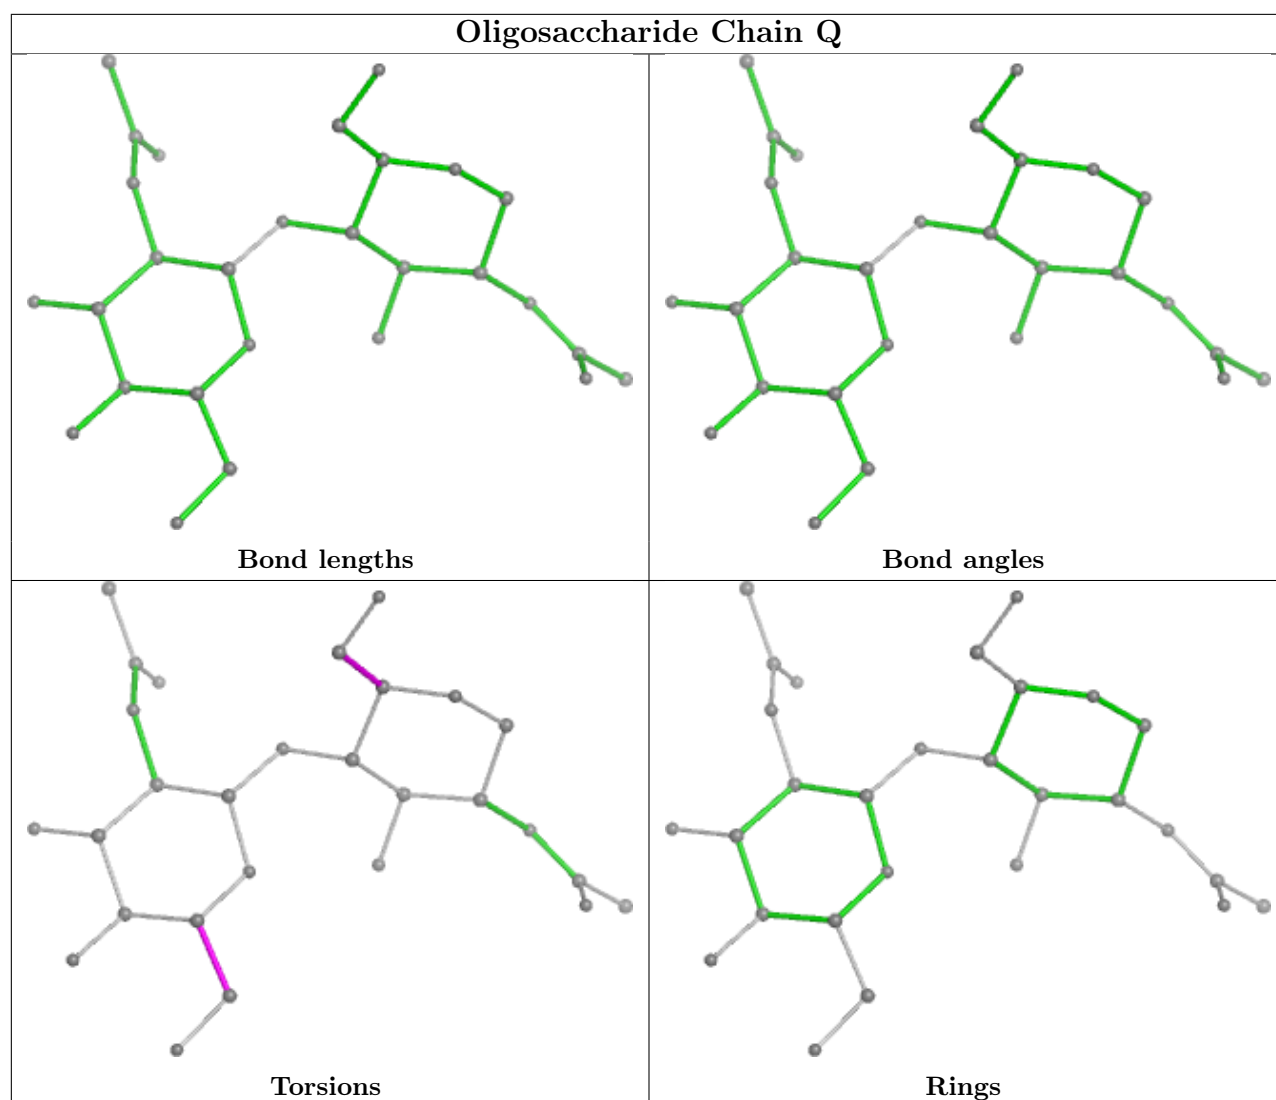 Oligosaccharide Chain Q
Bond lengths
Bond angles
Torsions
Rings